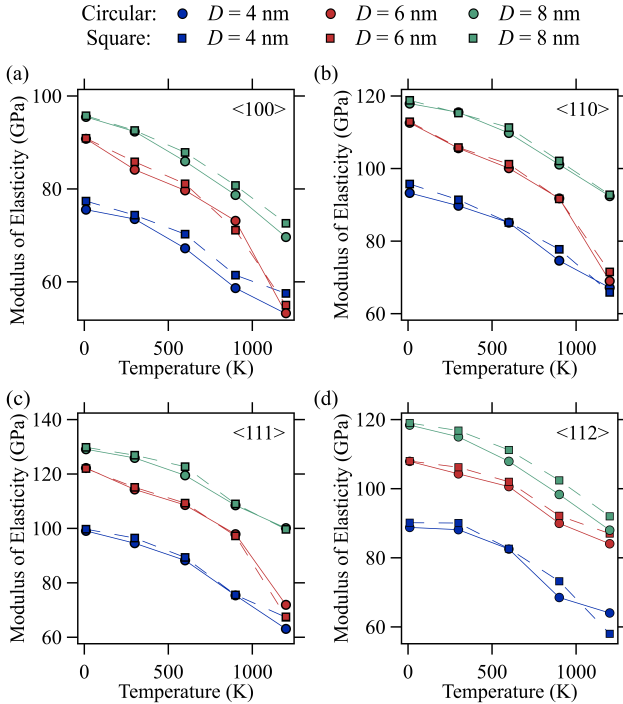 Circular: D = 4 nm D = 6 nm D = 8 nm
Square: D = 4 nm D = 6 nm D = 8 nm
(a)
<100>
Modulus of Elasticity (GPa)
100
80
60
0 500 1000
Temperature (K)
(b)
<110>
Modulus of Elasticity (GPa)
120
100
80
60
0 500 1000
Temperature (K)
(c)
<111>
Modulus of Elasticity (GPa)
140
120
100
80
60
0 500 1000
Temperature (K)
(d)
<112>
Modulus of Elasticity (GPa)
120
100
80
60
0 500 1000
Temperature (K)